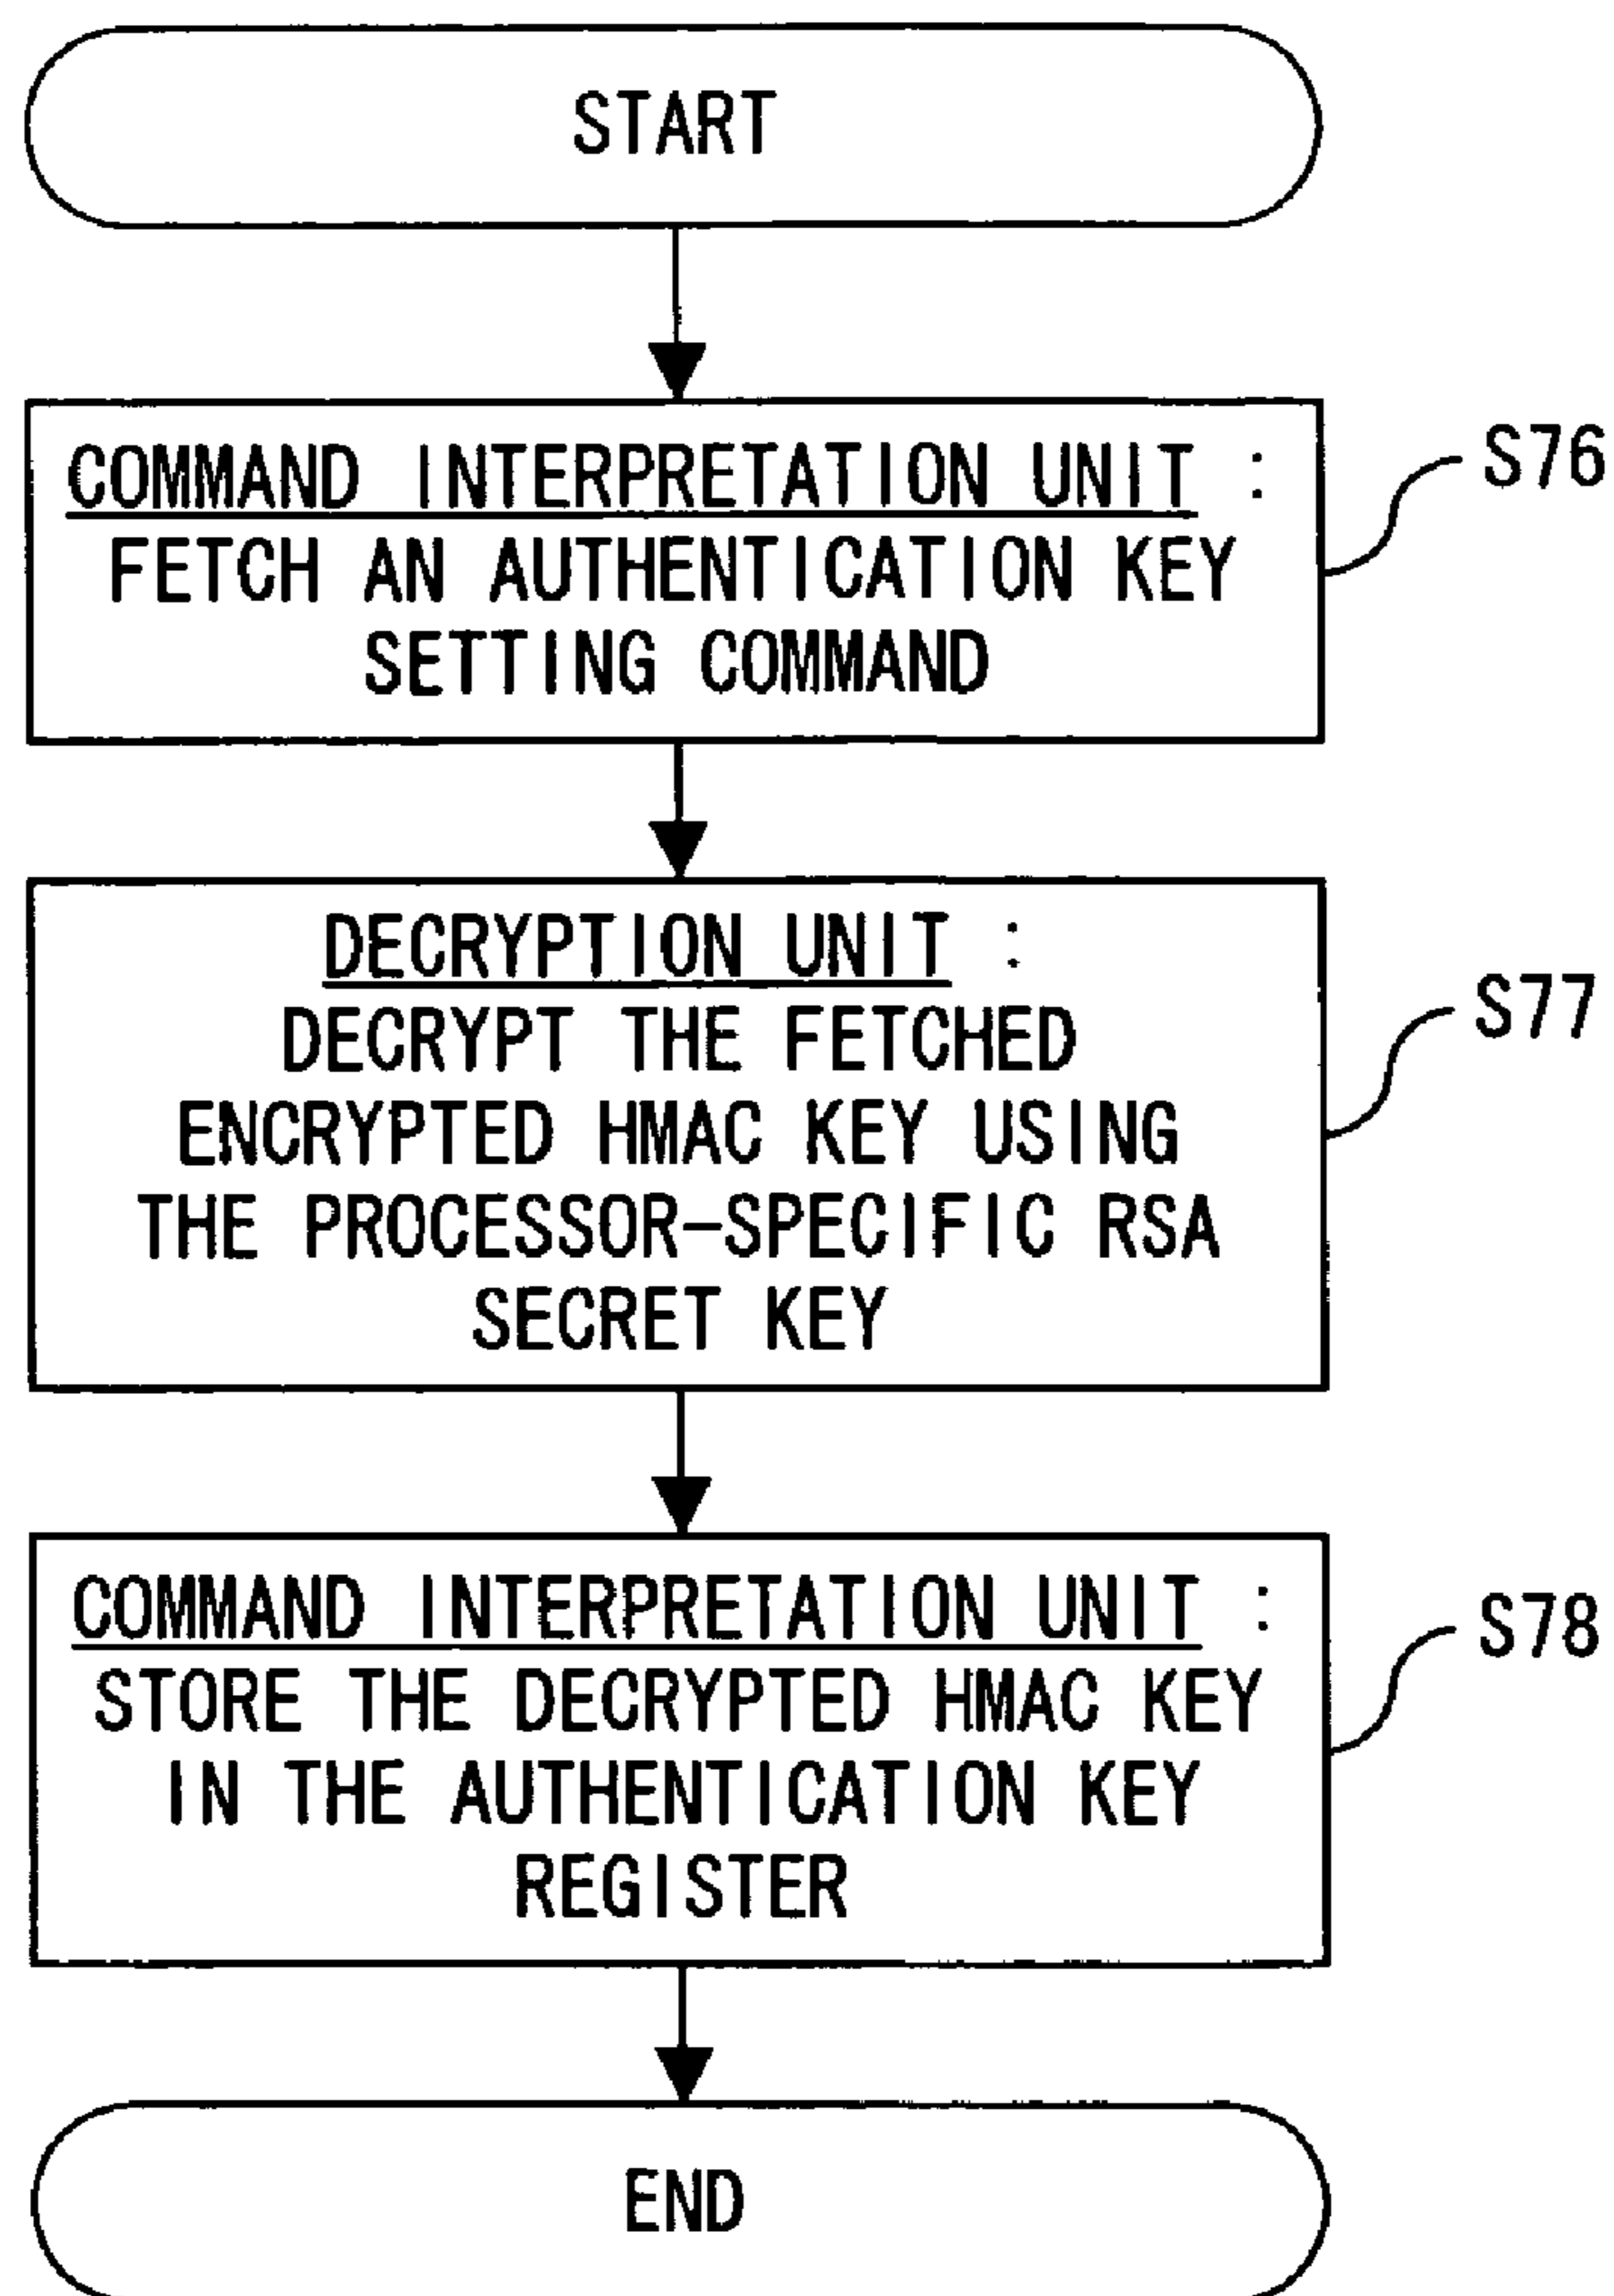 START
COMMAND INTERPRETATION UNIT :
FETCH AN AUTHENTICATION KEY
SETTING COMMAND
S76
DECRYPTION UNIT :
DECRYPT THE FETCHED
ENCRYPTED HMAC KEY USING
THE PROCESSOR-SPECIFIC RSA
SECRET KEY
S77
COMMAND INTERPRETATION UNIT :
STORE THE DECRYPTED HMAC KEY
IN THE AUTHENTICATION KEY
REGISTER
S78
END